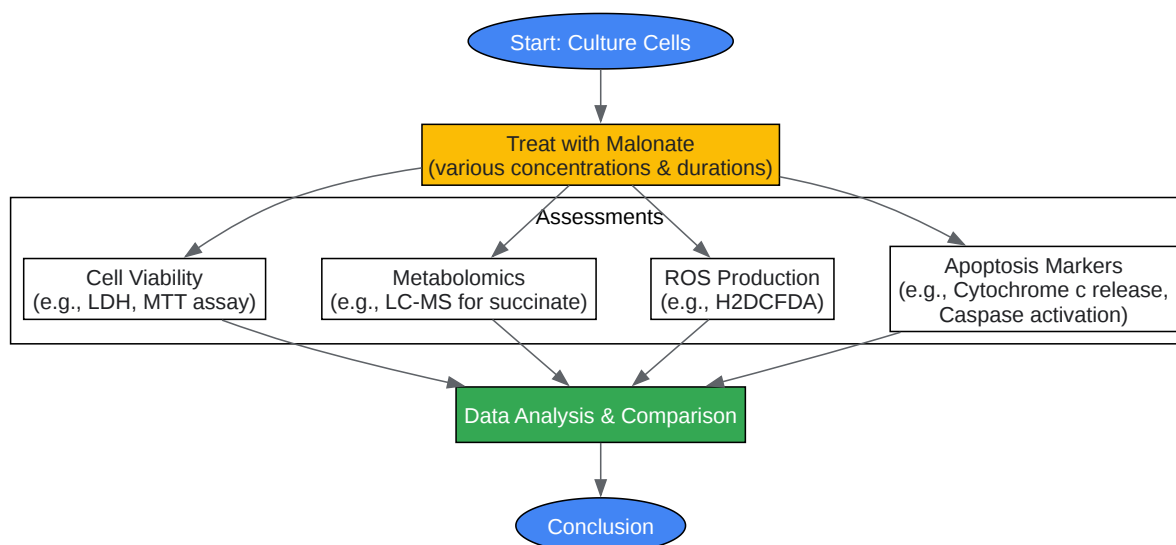 Start: Culture Cells
Treat with Malonate
(various concentrations & durations)
Assessments
Cell Viability
(e.g., LDH, MTT assay)
Metabolomics
(e.g., LC-MS for succinate)
ROS Production
(e.g., H2DCFDA)
Apoptosis Markers
(e.g., Cytochrome c release,
Caspase activation)
Data Analysis & Comparison
Conclusion